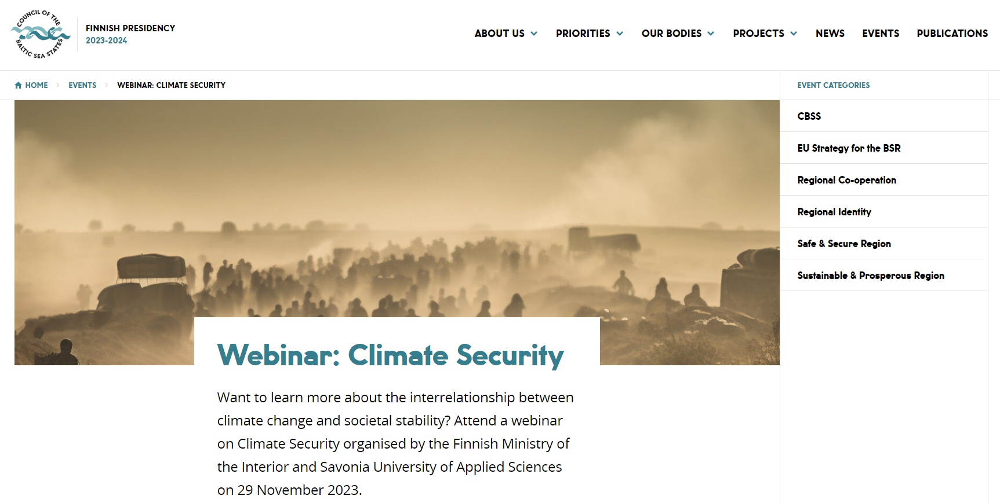 COUNCIL OF THE
BALTIC SEA STATES
FINNISH PRESIDENCY
2023-2024
ABOUT US
PRIORITIES
OUR BODIES
PROJECTS
NEWS
EVENTS
PUBLICATIONS
HOME
EVENTS
WEBINAR: CLIMATE SECURITY
EVENT CATEGORIES
CBSS
EU Strategy for the BSR
Regional Co-operation
Regional Identity
Safe & Secure Region
Sustainable & Prosperous Region
Webinar: Climate Security
Want to learn more about the interrelationship between
climate change and societal stability? Attend a webinar
on Climate Security organised by the Finnish Ministry of
the Interior and Savonia University of Applied Sciences
on 29 November 2023.